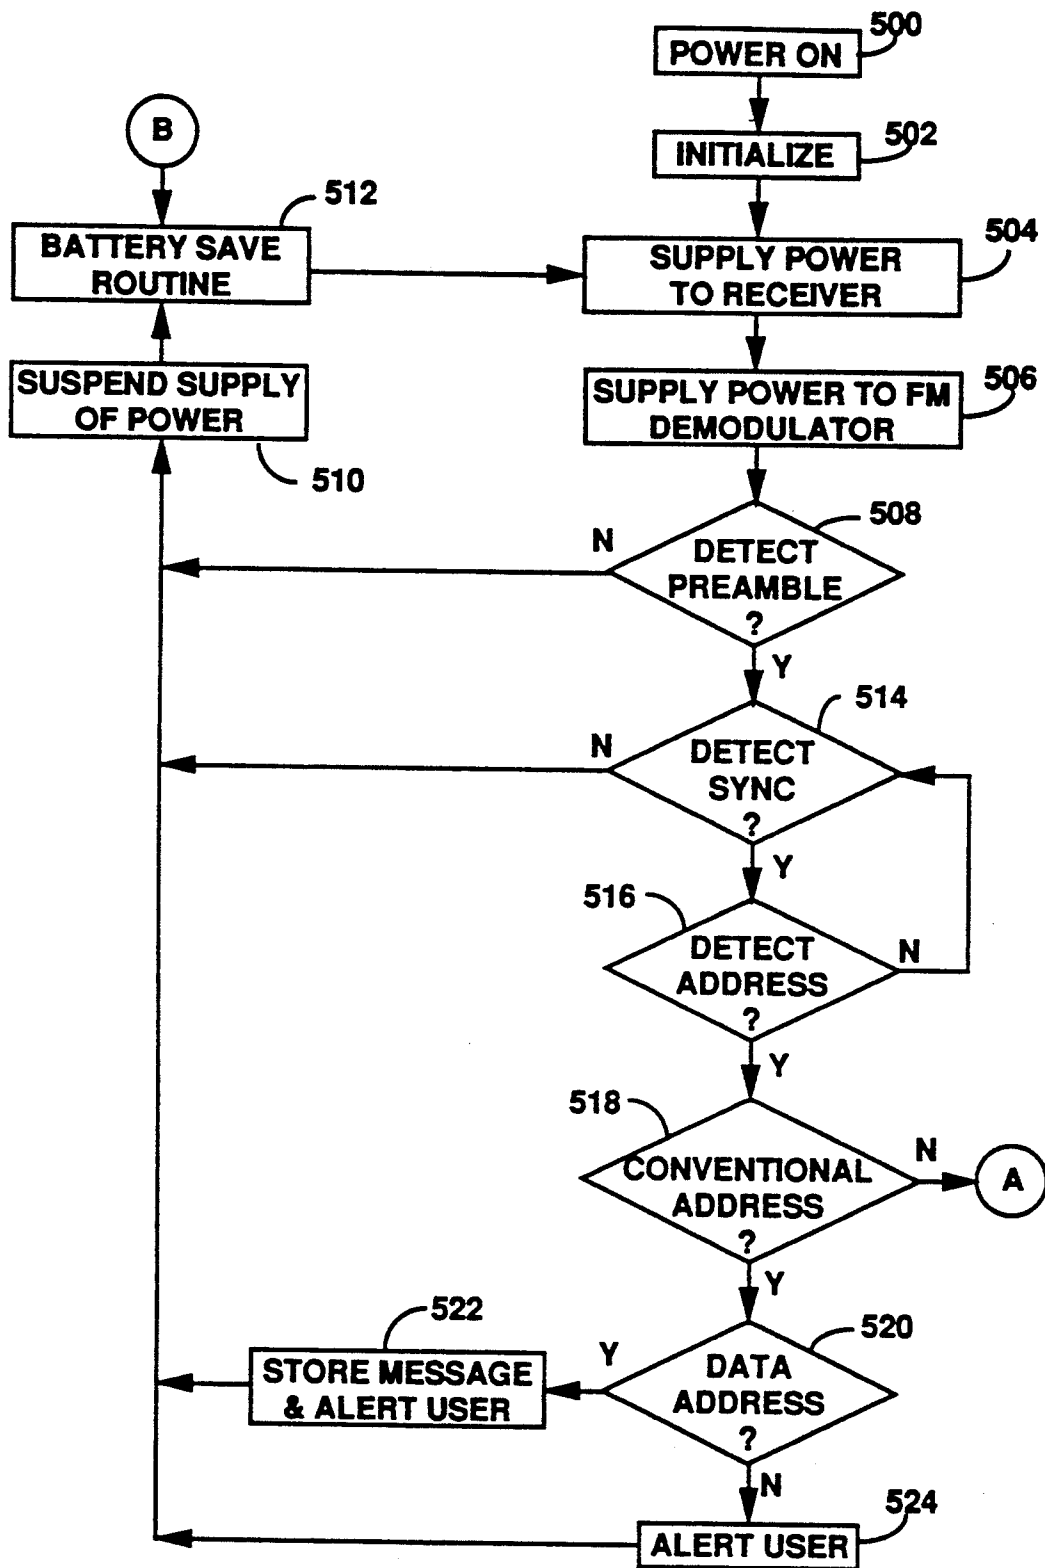 500
POWER ON
502
INITIALIZE
B
512
BATTERY SAVE
ROUTINE
504
SUPPLY POWER
TO RECEIVER
SUSPEND SUPPLY
OF POWER
510
506
SUPPLY POWER TO FM
DEMODULATOR
508
N
DETECT
PREAMBLE
?
Y
514
N
DETECT
SYNC
?
Y
516
DETECT
ADDRESS
?
N
Y
518
CONVENTIONAL
ADDRESS
?
N
A
Y
522
STORE MESSAGE
& ALERT USER
520
Y
DATA
ADDRESS
?
N
524
ALERT USER